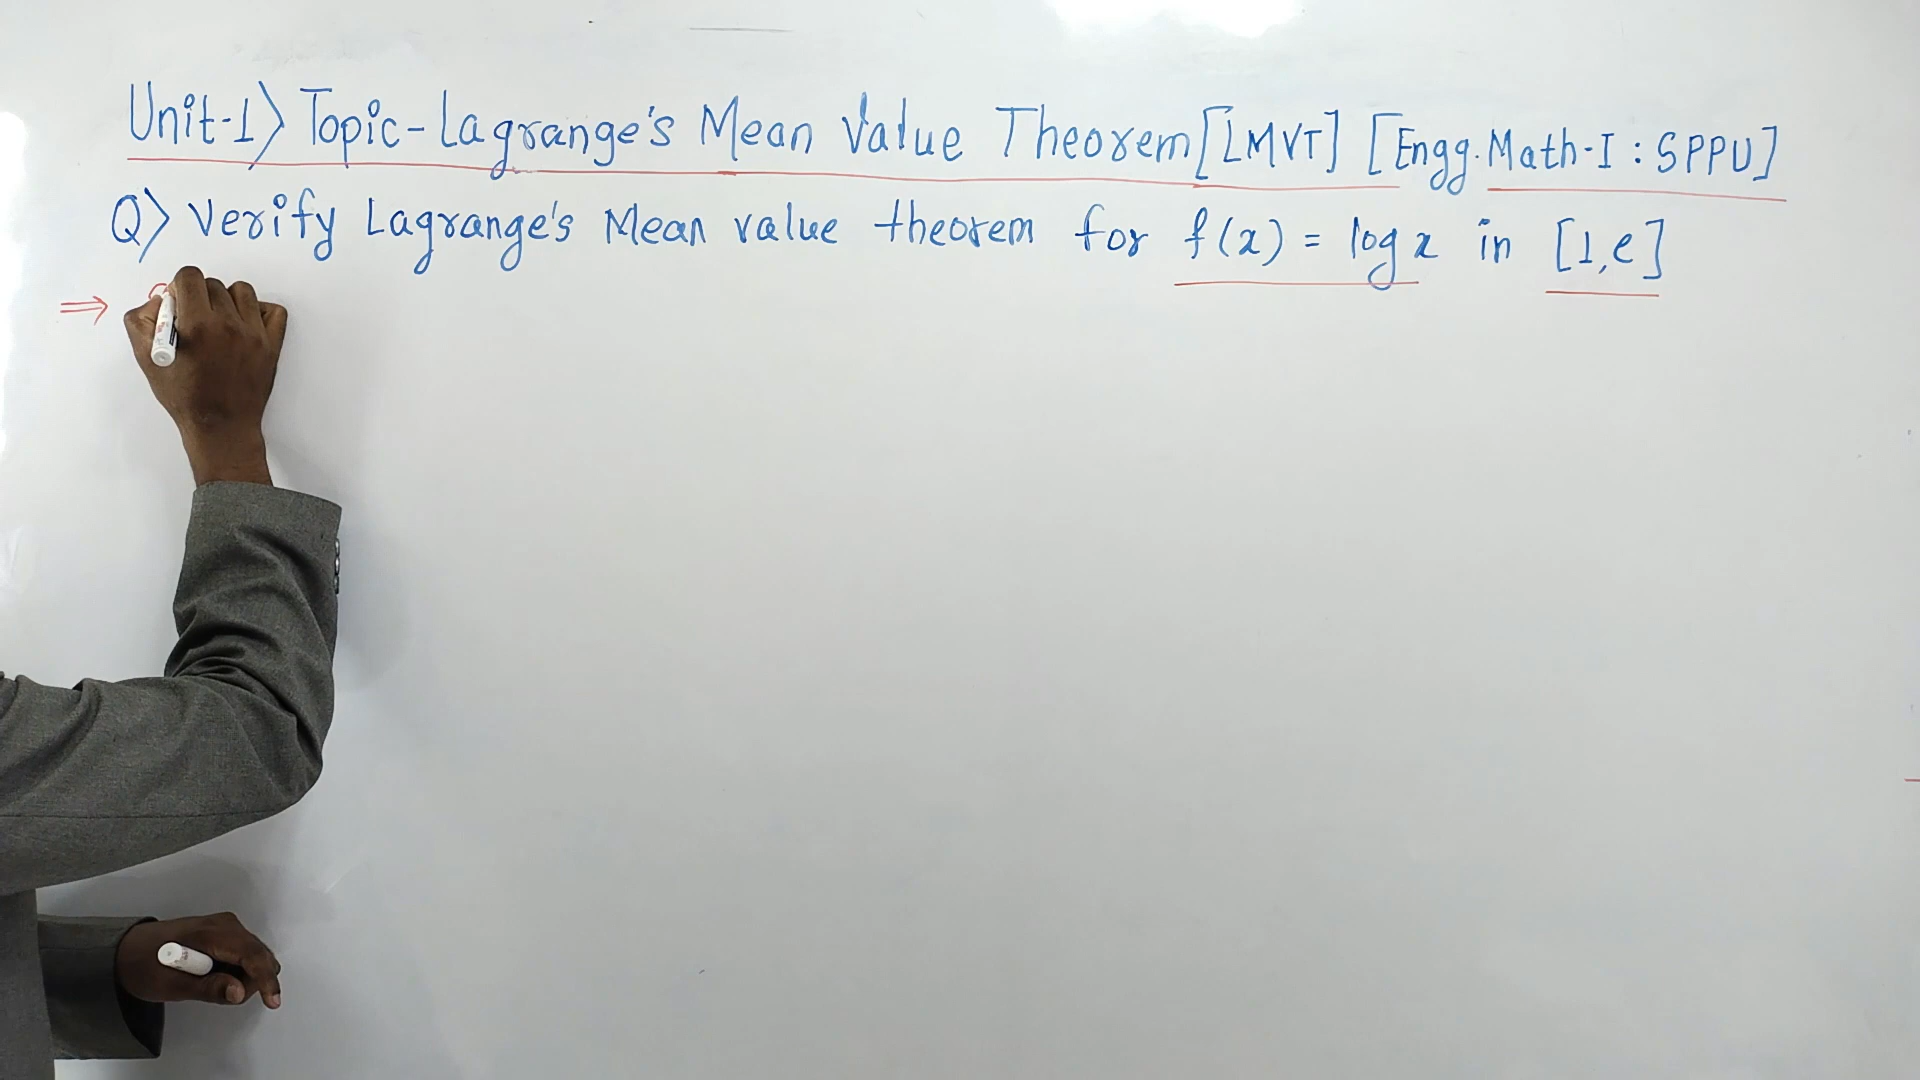 Unit-1) Topic-Lagrange's Mean Value Theorem [LMVT] [Engg. Math-I : SPPU]
Q) Verify Lagrange's Mean value theorem for f(x) = log x in [1,e]
⇒